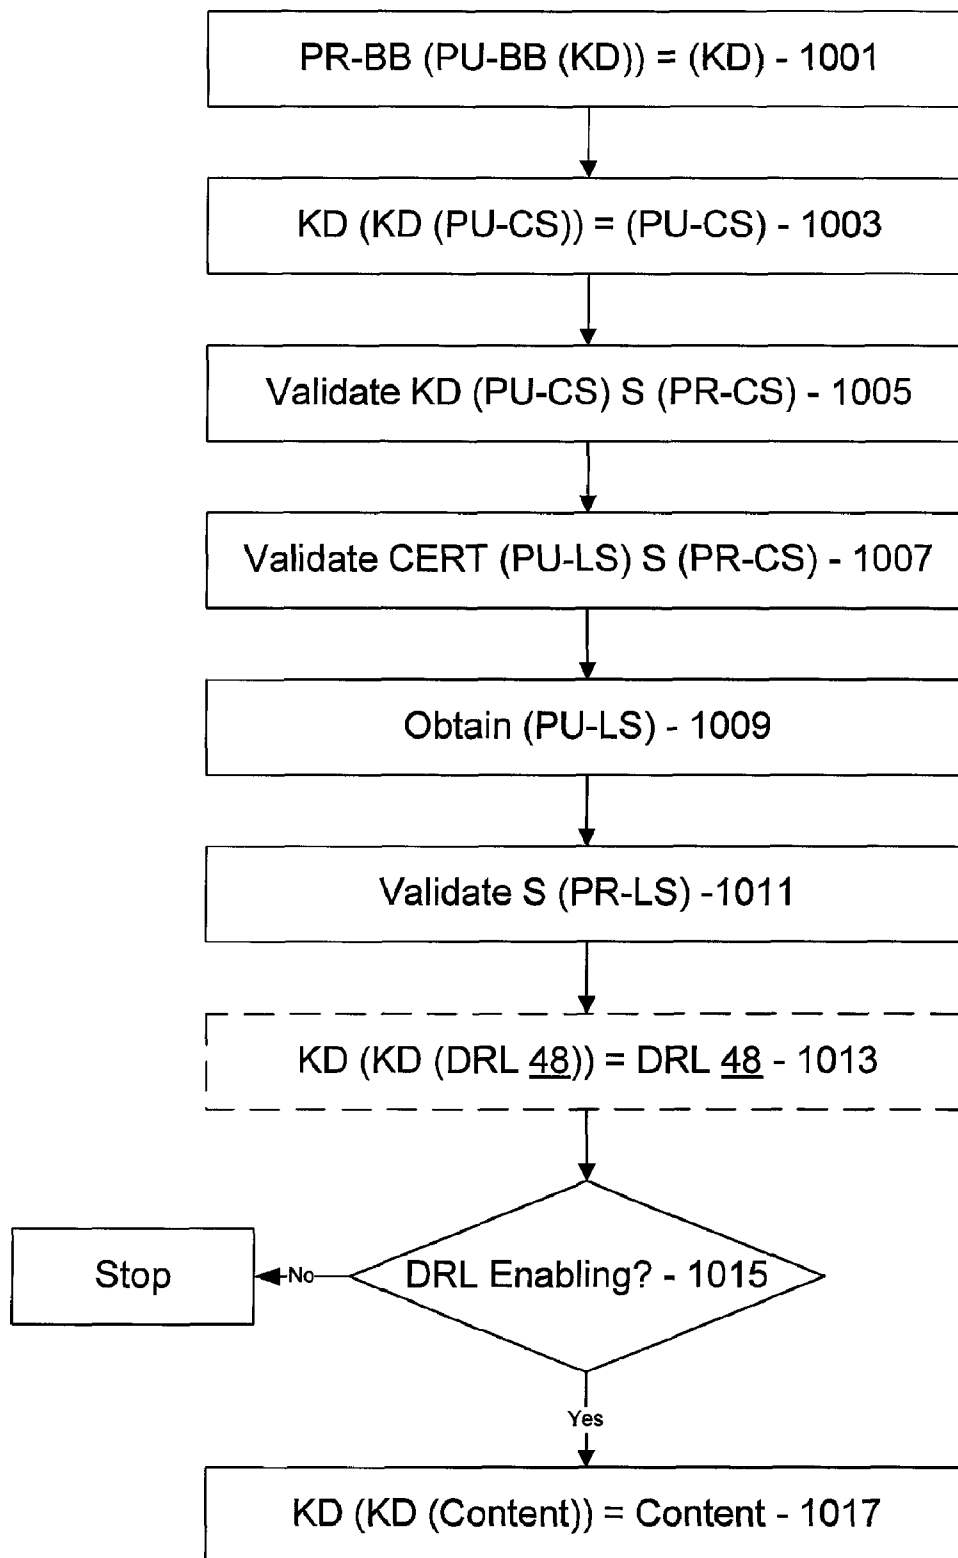 PR-BB (PU-BB (KD)) = (KD) - 1001
KD (KD (PU-CS)) = (PU-CS) - 1003
Validate KD (PU-CS) S (PR-CS) - 1005
Validate CERT (PU-LS) S (PR-CS) - 1007
Obtain (PU-LS) - 1009
Validate S (PR-LS) -1011
KD (KD (DRL 48)) = DRL 48 - 1013
DRL Enabling? - 1015
No
Stop
Yes
KD (KD (Content)) = Content - 1017